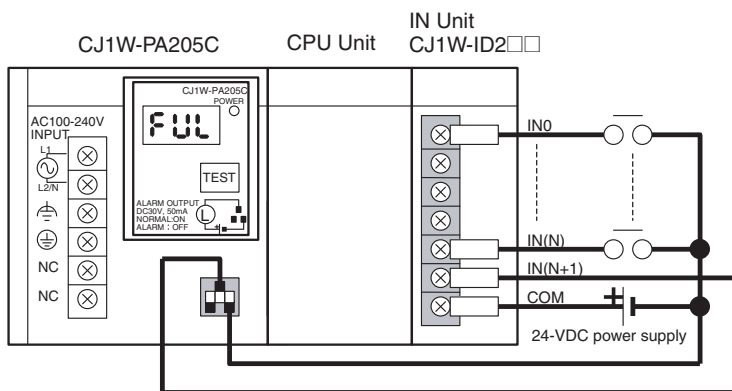 IN Unit
CJ1W-PA205C
CPU Unit
CJ1W-ID2□□
CJ1W-PA205C
POWER
AC100-240V
INPUT
FUL
L1
L2/N
TEST
ALARM OUTPUT
DC30V, 50mA
NORMAL:ON
ALARM : OFF
L
+
NC
NC
IN0
IN(N)
IN(N+1)
COM
+
24-VDC power supply